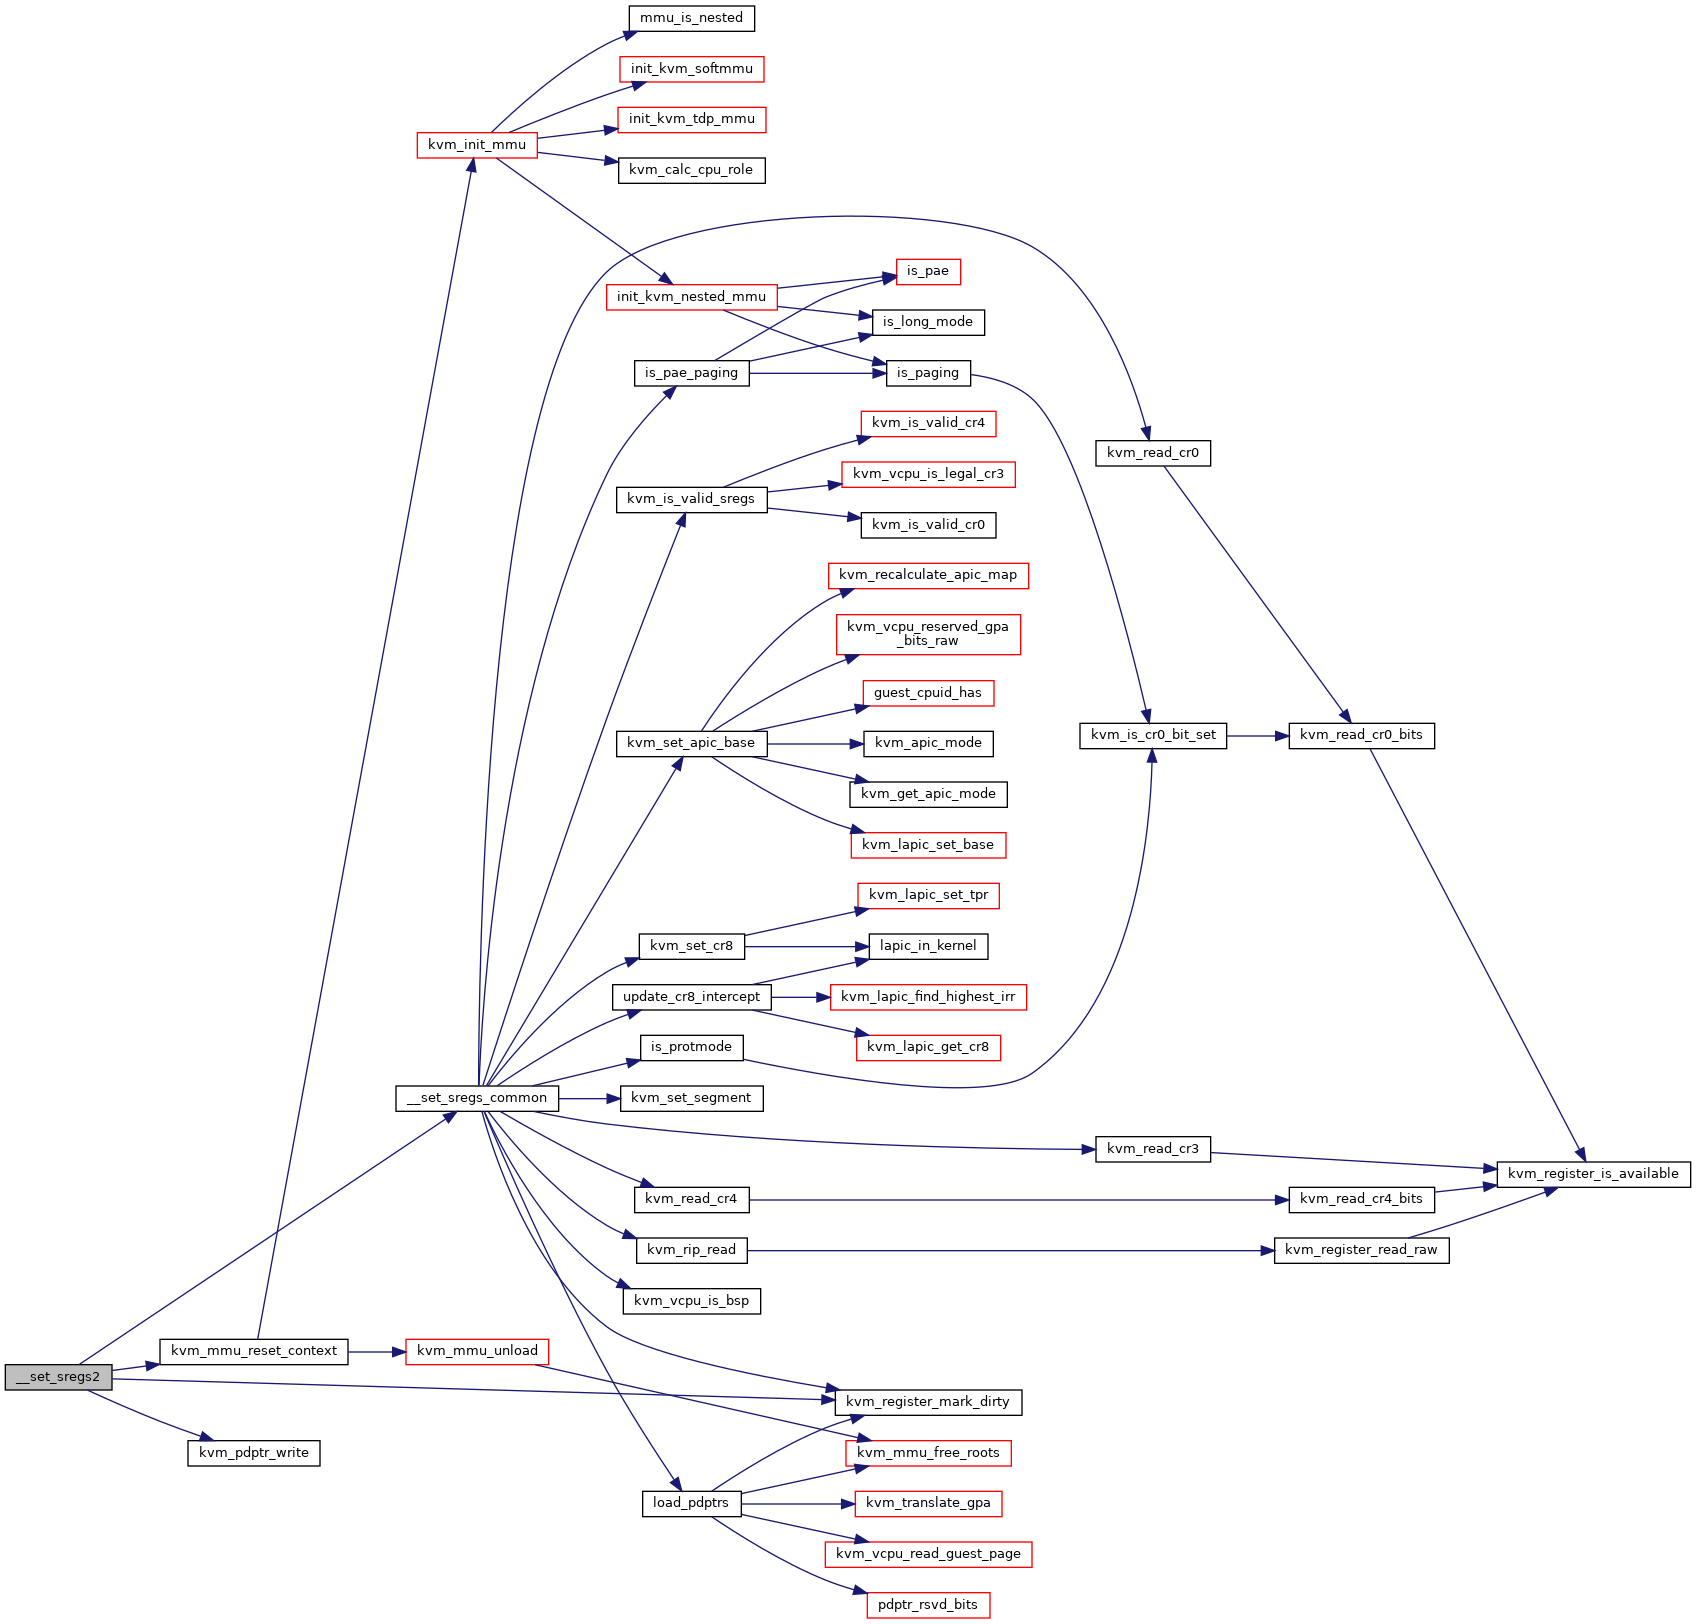 mmu_is_nested
init_kvm_softmmu
init_kvm_tdp_mmu
kvm_init_mmu
kvm_calc_cpu_role
is_pae
init_kvm_nested_mmu
is_long_mode
is_pae_paging
is_paging
kvm_is_valid_cr4
kvm_read_cr0
kvm_vcpu_is_legal_cr3
kvm_is_valid_sregs
kvm_is_valid_cr0
kvm_recalculate_apic_map
kvm_vcpu_reserved_gpa
_bits_raw
guest_cpuid_has
kvm_is_cr0_bit_set
kvm_read_cr0_bits
kvm_set_apic_base
kvm_apic_mode
kvm_get_apic_mode
kvm_lapic_set_base
kvm_lapic_set_tpr
kvm_set_cr8
lapic_in_kernel
update_cr8_intercept
kvm_lapic_find_highest_irr
is_protmode
kvm_lapic_get_cr8
__set_sregs_common
kvm_set_segment
kvm_read_cr3
kvm_register_is_available
kvm_read_cr4
kvm_read_cr4_bits
kvm_rip_read
kvm_register_read_raw
kvm_vcpu_is_bsp
kvm_mmu_reset_context
kvm_mmu_unload
__set_sregs2
kvm_register_mark_dirty
kvm_pdptr_write
kvm_mmu_free_roots
load_pdptrs
kvm_translate_gpa
kvm_vcpu_read_guest_page
pdptr_rsvd_bits